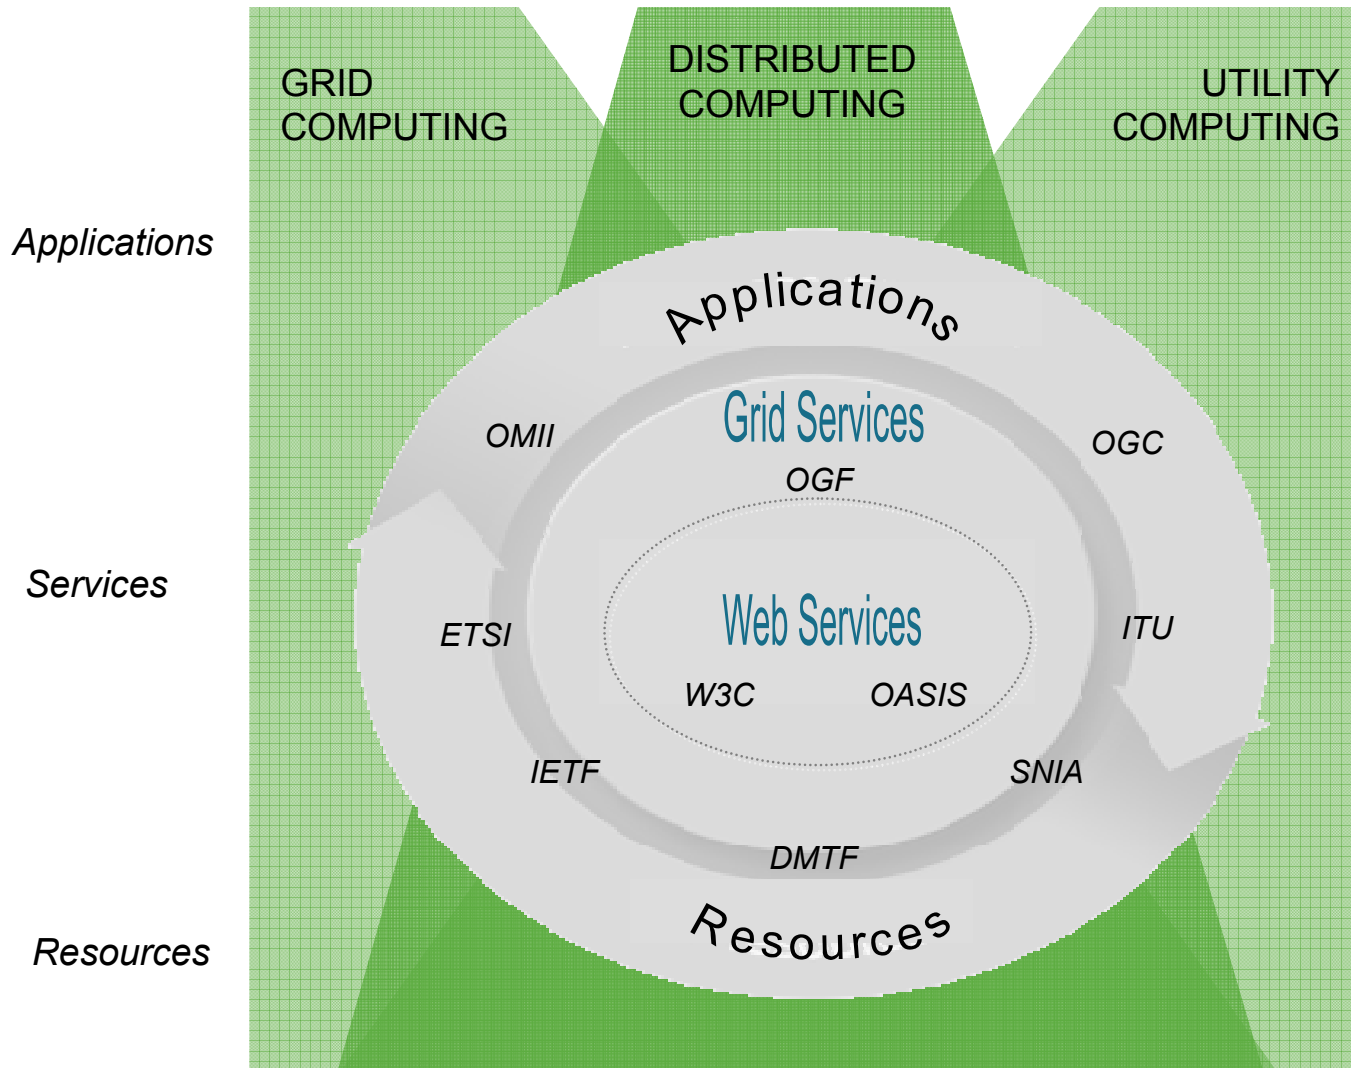 GRID
COMPUTING
DISTRIBUTED
COMPUTING
UTILITY
COMPUTING
Applications
Applications
Grid Services
OMII
OGC
OGF
Services
Web Services
ETSI
ITU
W3C
OASIS
IETF
SNIA
DMTF
Resources
Resources